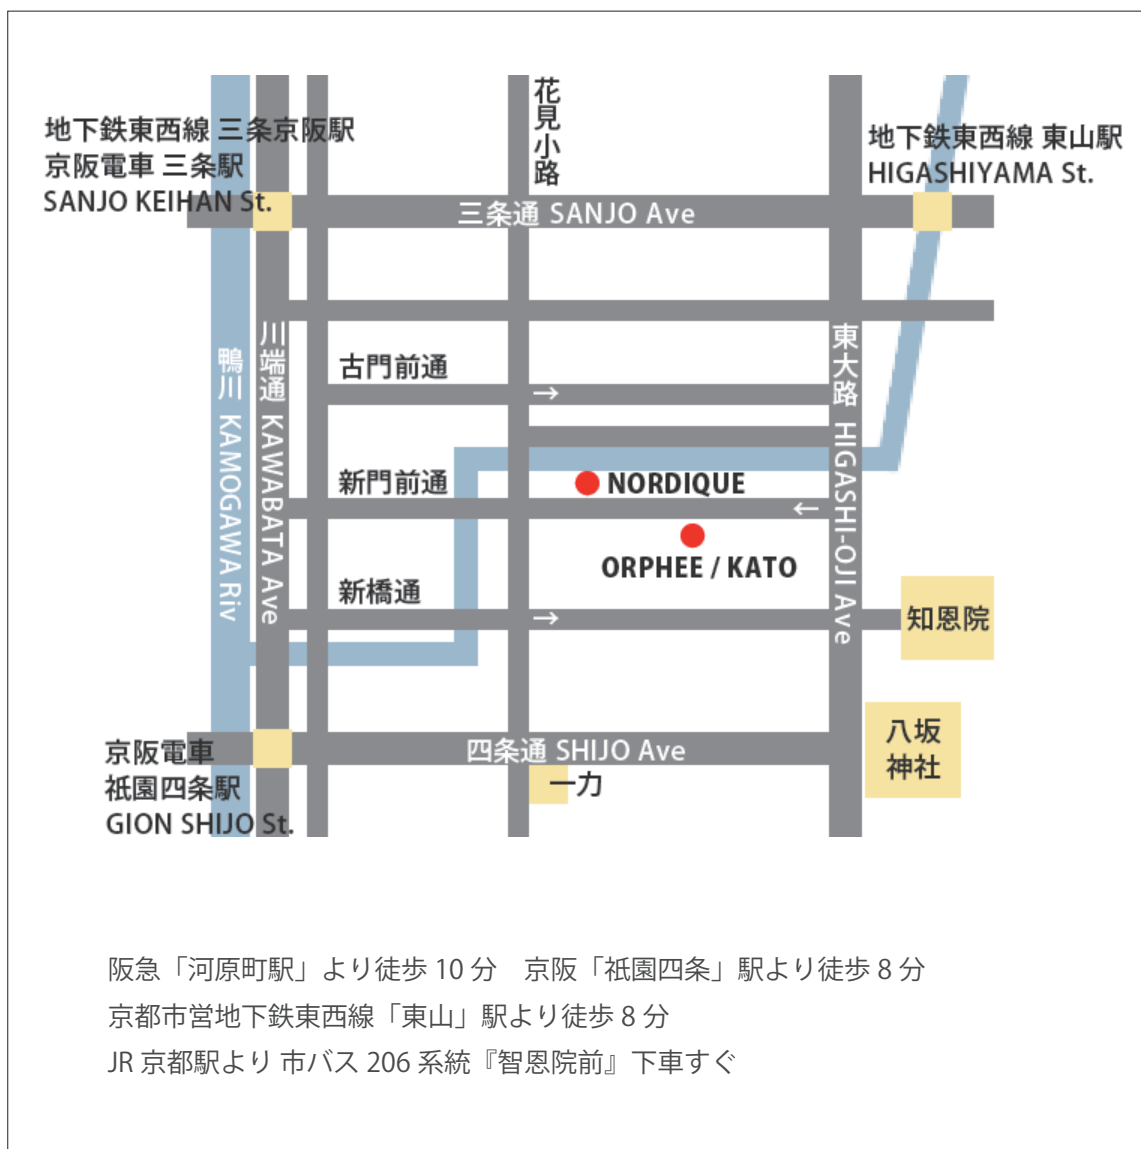 花見小路
地下鉄東西線 三条京阪駅
京阪電車 三条駅
SANJO KEIHAN St.
地下鉄東西線 東山駅
HIGASHIYAMA St.
三条通 SANJO Ave
鴨川 KAMOGAWA Riv
川端通 KAWABATA Ave
東大路 HIGASHI-OJI Ave
古門前通
→
新門前通
NORDIQUE
←
ORPHEE / KATO
新橋通
→
知恩院
八坂
神社
京阪電車
祇園四条駅
GION SHIJO St.
四条通 SHIJO Ave
一力
阪急「河原町駅」より徒歩 10 分　京阪「祇園四条」駅より徒歩 8 分
京都市営地下鉄東西線「東山」駅より徒歩 8 分
JR 京都駅より 市バス 206 系統『智恩院前』下車すぐ